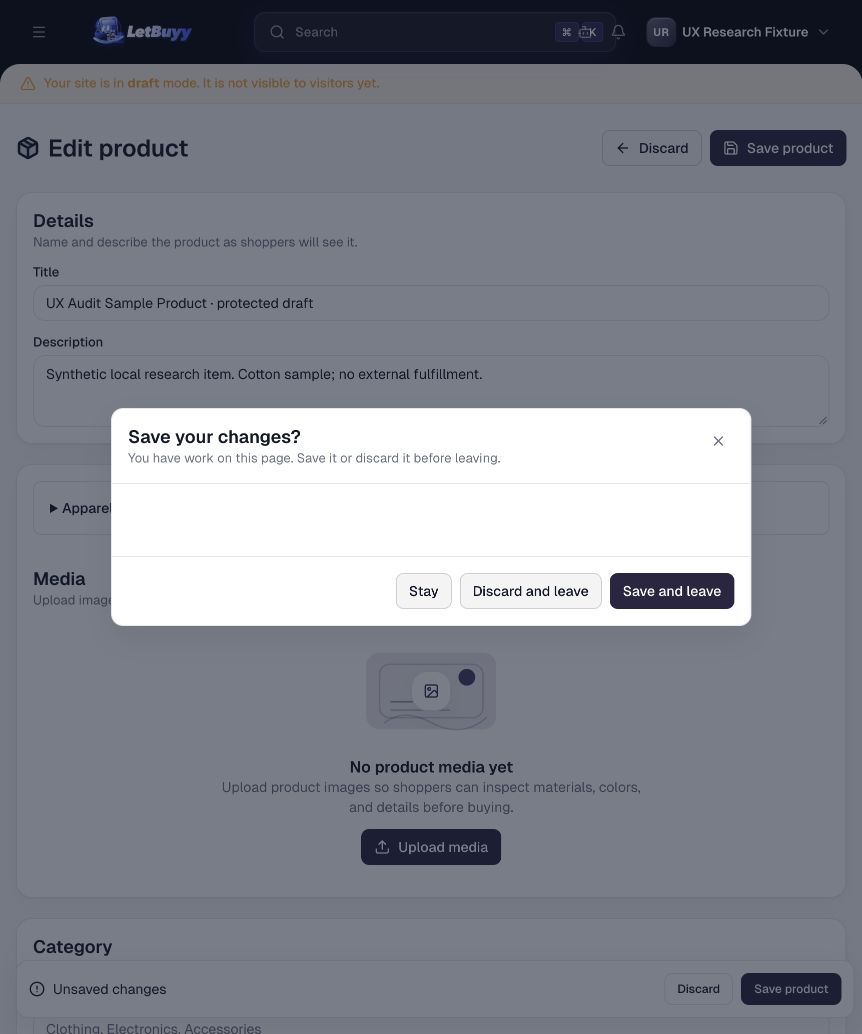 LetBuyy
Search
⌘ K
UR
UX Research Fixture
Your site is in draft mode. It is not visible to visitors yet.
Edit product
Discard
Save product
Details
Name and describe the product as shoppers will see it.
Title
UX Audit Sample Product · protected draft
Description
Synthetic local research item. Cotton sample; no external fulfillment.
Save your changes?
You have work on this page. Save it or discard it before leaving.
Apparel
Stay
Discard and leave
Save and leave
Media
Upload image
No product media yet
Upload product images so shoppers can inspect materials, colors,
and details before buying.
Upload media
Category
Unsaved changes
Discard
Save product
Clothing, Electronics, Accessories